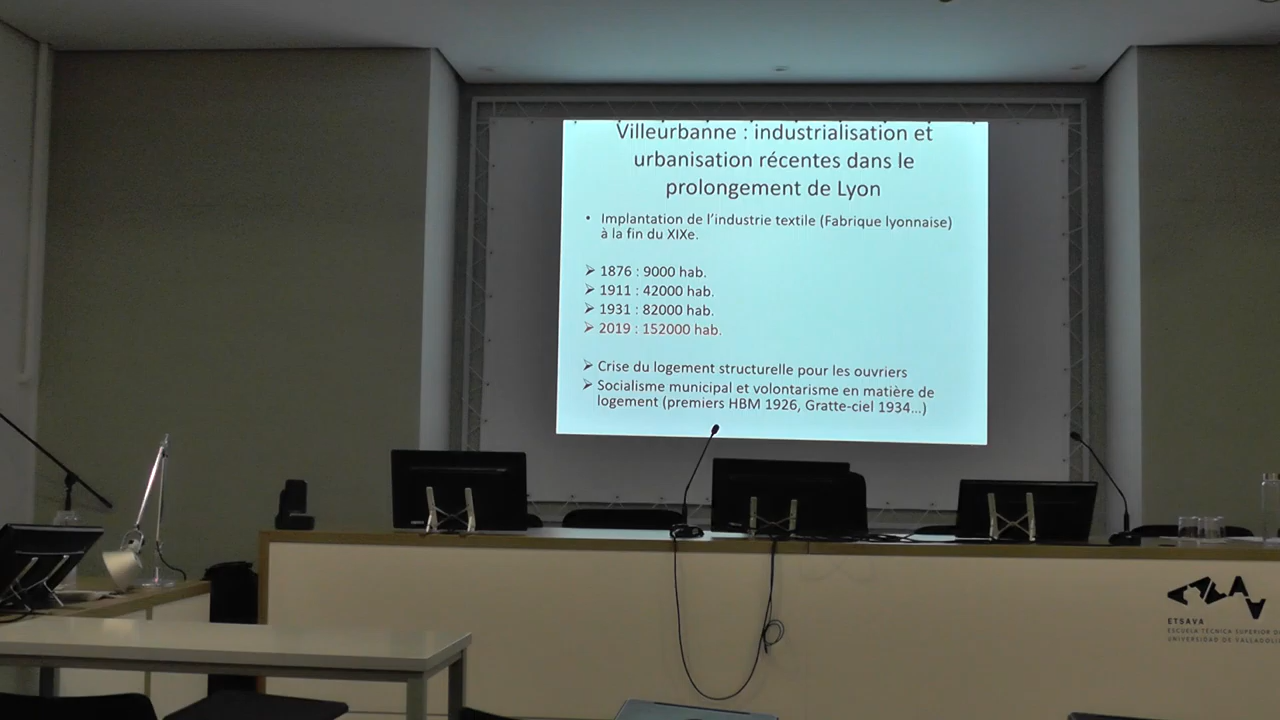 Villeurbanne : industrialisation et
urbanisation récentes dans le
prolongement de Lyon
• Implantation de l'industrie textile (Fabrique lyonnaise)
à la fin du XIXe.
➢ 1876 : 9000 hab.
➢ 1911 : 42000 hab.
➢ 1931 : 82000 hab.
➢ 2019 : 152000 hab.
➢ Crise du logement structurelle pour les ouvriers
➢ Socialisme municipal et volontarisme en matière de
logement (premiers HBM 1926, Gratte-ciel 1934...)
ETSAVA
ESCUELA TÉCNICA SUPERIOR
UNIVERSIDAD DE VALLADOLI